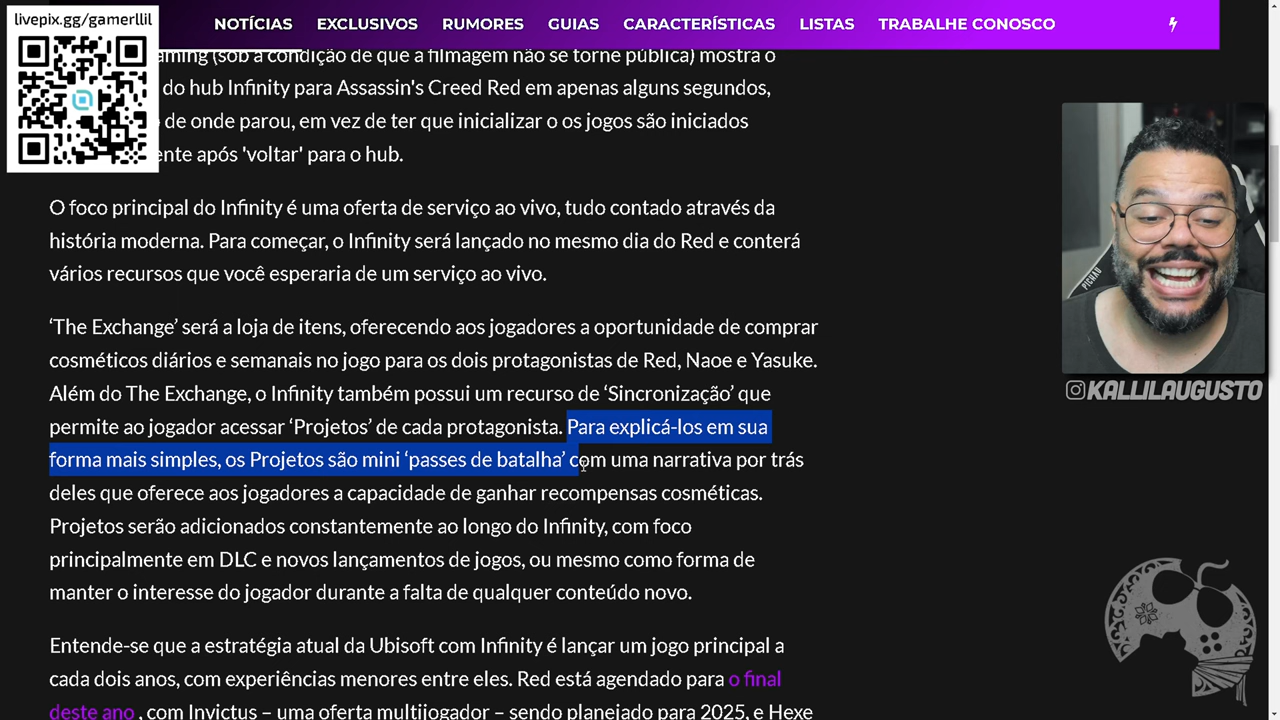 livepix.gg/gamerllil
NOTÍCIAS EXCLUSIVOS RUMORES GUIAS CARACTERÍSTICAS LISTAS TRABALHE CONOSCO
aming (sob a condição de que a filmagem não se torne pública) mostra o
do hub Infinity para Assassin's Creed Red em apenas alguns segundos,
de onde parou, em vez de ter que inicializar o os jogos são iniciados
ente após 'voltar' para o hub.
O foco principal do Infinity é uma oferta de serviço ao vivo, tudo contado através da
história moderna. Para começar, o Infinity será lançado no mesmo dia do Red e conterá
vários recursos que você esperaria de um serviço ao vivo.
‘The Exchange’ será a loja de itens, oferecendo aos jogadores a oportunidade de comprar
cosméticos diários e semanais no jogo para os dois protagonistas de Red, Naoe e Yasuke.
Além do The Exchange, o Infinity também possui um recurso de ‘Sincronização’ que
permite ao jogador acessar ‘Projetos’ de cada protagonista. Para explicá-los em sua
forma mais simples, os Projetos são mini ‘passes de batalha’ com uma narrativa por trás
deles que oferece aos jogadores a capacidade de ganhar recompensas cosméticas.
Projetos serão adicionados constantemente ao longo do Infinity, com foco
principalmente em DLC e novos lançamentos de jogos, ou mesmo como forma de
manter o interesse do jogador durante a falta de qualquer conteúdo novo.
Entende-se que a estratégia atual da Ubisoft com Infinity é lançar um jogo principal a
cada dois anos, com experiências menores entre eles. Red está agendado para o final
deste ano , com Invictus – uma oferta multijogador – sendo planejado para 2025, e Hexe
PICHAU
KALLILAUGUSTO